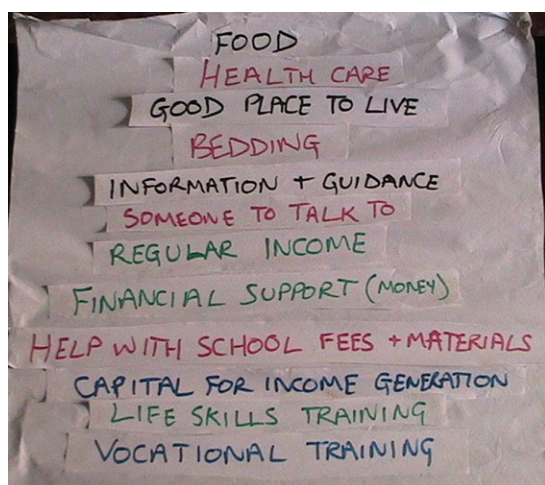 FOOD
HEALTH CARE
GOOD PLACE TO LIVE
BEDDING
INFORMATION + GUIDANCE
SOMEONE TO TALK TO
REGULAR INCOME
FINANCIAL SUPPORT (MONEY)
HELP WITH SCHOOL FEES + MATERIALS
CAPITAL FOR INCOME GENERATION
LIFE SKILLS TRAINING
VOCATIONAL TRAINING